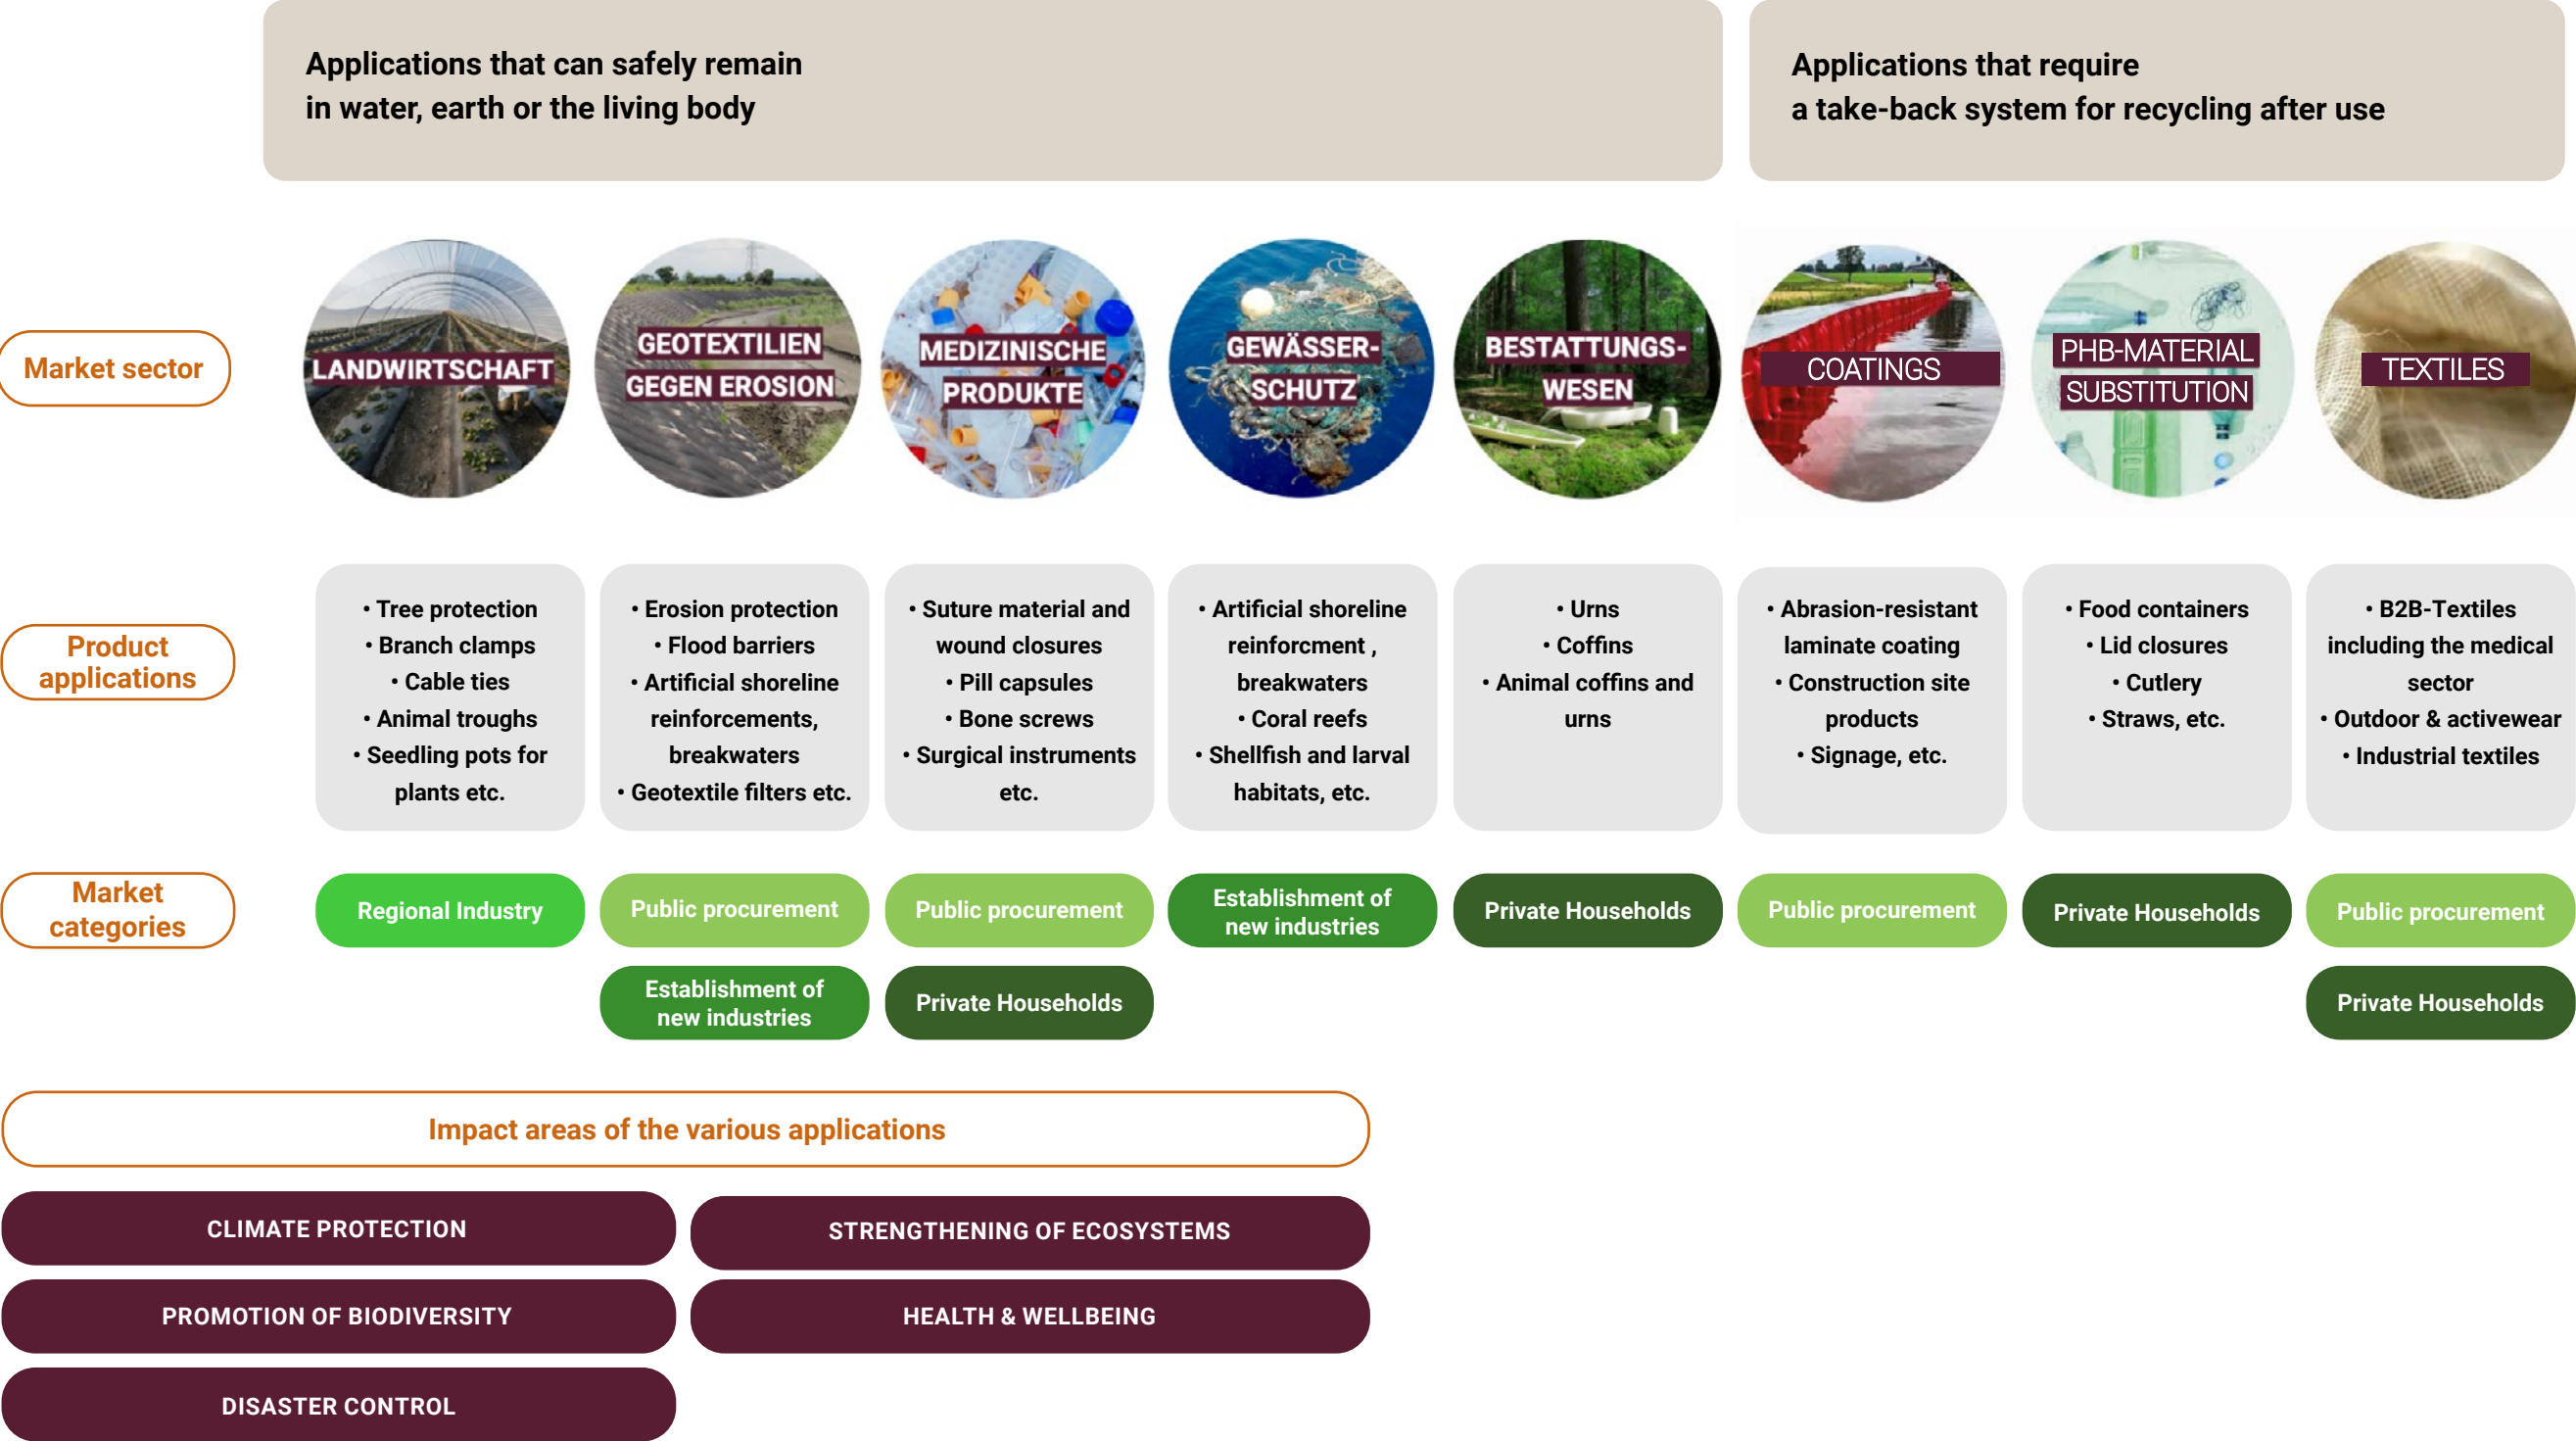 Applications that can safely remain
in water, earth or the living body
Applications that require
a take-back system for recycling after use
Market sector
LANDWIRTSCHAFT
GEOTEXTILIEN
GEGEN EROSION
MEDIZINISCHE
PRODUKTE
GEWÄSSER-
SCHUTZ
BESTATTUNGS-
WESEN
COATINGS
PHB-MATERIAL
SUBSTITUTION
TEXTILES
Product
applications
• Tree protection
• Branch clamps
• Cable ties
• Animal troughs
• Seedling pots for
plants etc.
• Erosion protection
• Flood barriers
• Artificial shoreline
reinforcements,
breakwaters
• Geotextile filters etc.
• Suture material and
wound closures
• Pill capsules
• Bone screws
• Surgical instruments
etc.
• Artificial shoreline
reinforcment ,
breakwaters
• Coral reefs
• Shellfish and larval
habitats, etc.
• Urns
• Coffins
• Animal coffins and
urns
• Abrasion-resistant
laminate coating
• Construction site
products
• Signage, etc.
• Food containers
• Lid closures
• Cutlery
• Straws, etc.
• B2B-Textiles
including the medical
sector
• Outdoor & activewear
• Industrial textiles
Market
categories
Regional Industry
Public procurement
Establishment of
new industries
Public procurement
Private Households
Establishment of
new industries
Private Households
Public procurement
Private Households
Public procurement
Private Households
Impact areas of the various applications
CLIMATE PROTECTION
STRENGTHENING OF ECOSYSTEMS
PROMOTION OF BIODIVERSITY
HEALTH & WELLBEING
DISASTER CONTROL